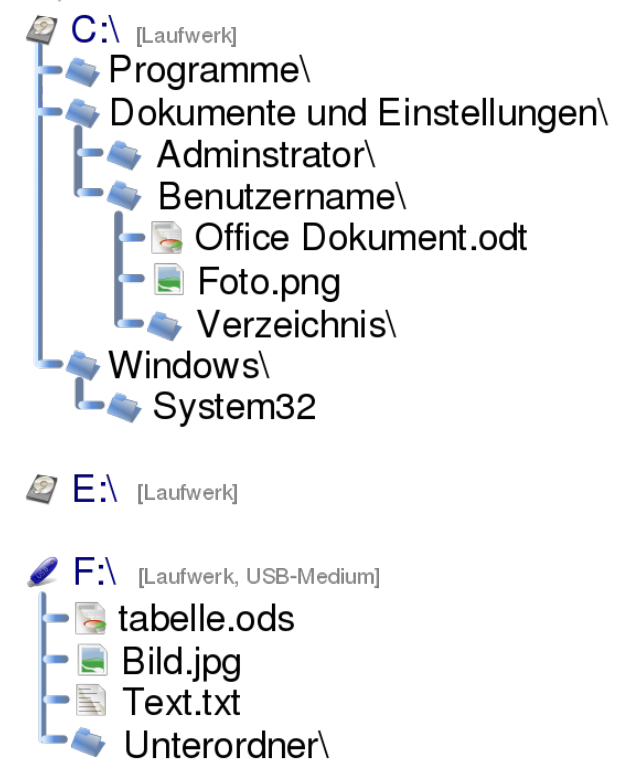 C:\ [Laufwerk]
Programme\
Dokumente und Einstellungen\
Adminstrator\
Benutzername\
Office Dokument.odt
Foto.png
Verzeichnis\
Windows\
System32
E:\ [Laufwerk]
F:\ [Laufwerk, USB-Medium]
tabelle.ods
Bild.jpg
Text.txt
Unterordner\